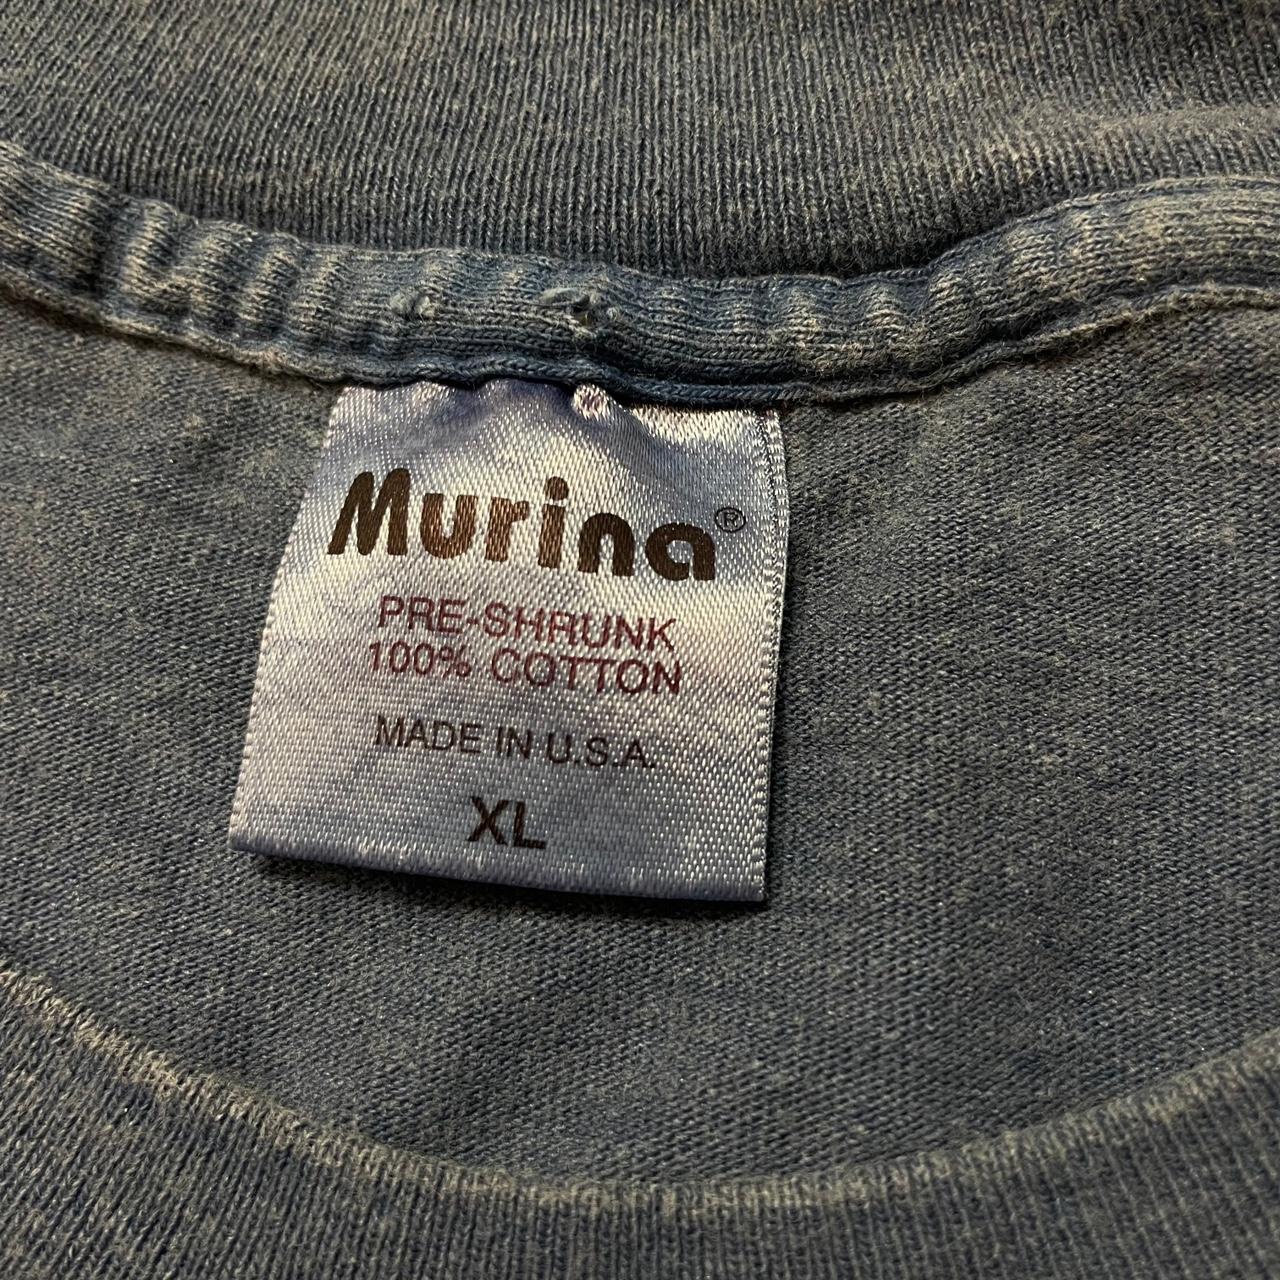 Murina®
PRE-SHRUNK
100% COTTON
MADE IN U.S.A.
XL